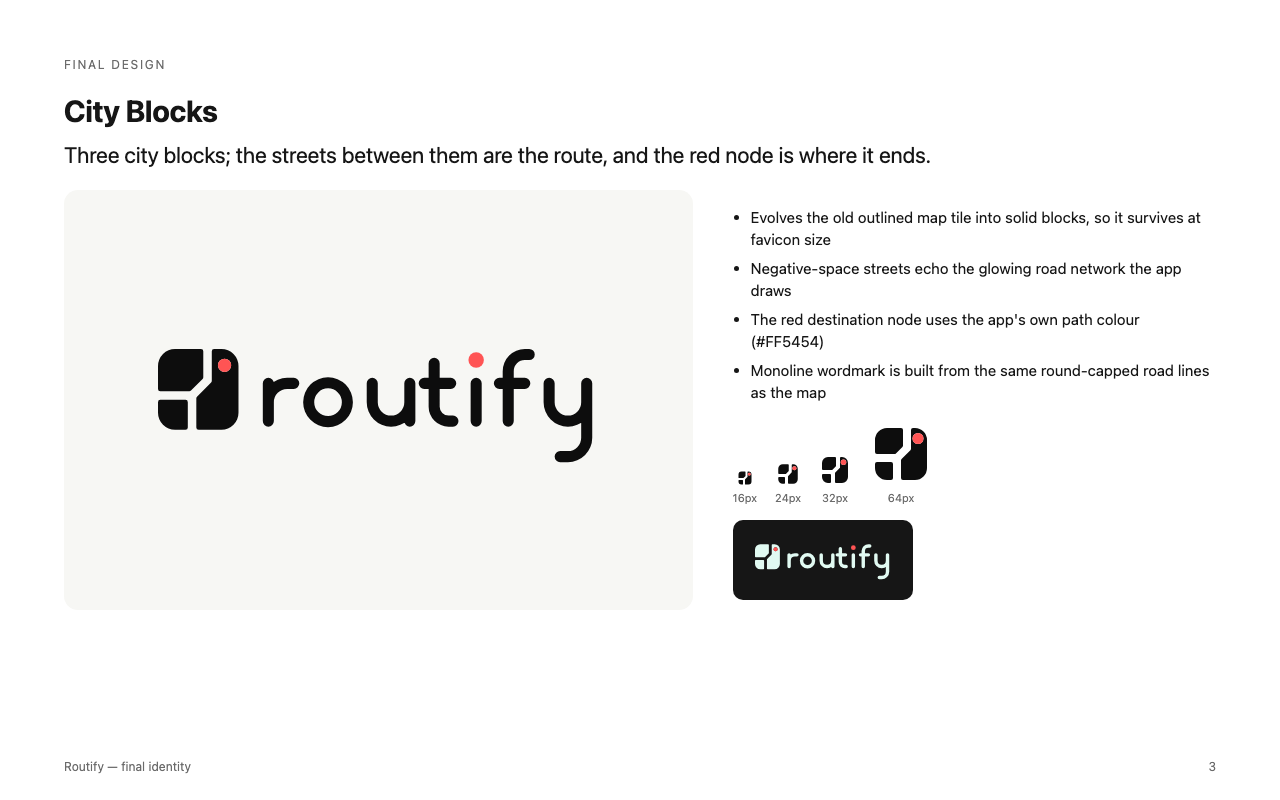 FINAL DESIGN
City Blocks
Three city blocks; the streets between them are the route, and the red node is where it ends.
routify
• Evolves the old outlined map tile into solid blocks, so it survives at
favicon size
• Negative-space streets echo the glowing road network the app
draws
• The red destination node uses the app's own path colour
(#FF5454)
• Monoline wordmark is built from the same round-capped road lines
as the map
16px 24px 32px 64px
routify
Routify — final identity 3